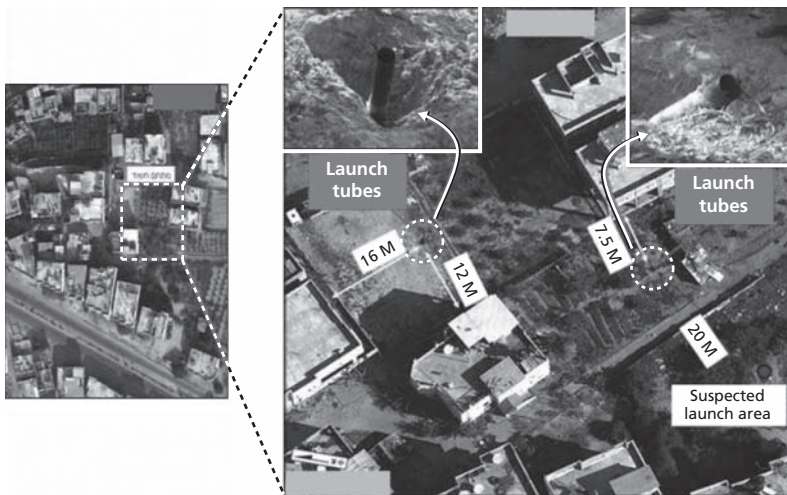 Launch
tubes
Launch
tubes
16 M
12 M
7.5 M
20 M
Suspected
launch area